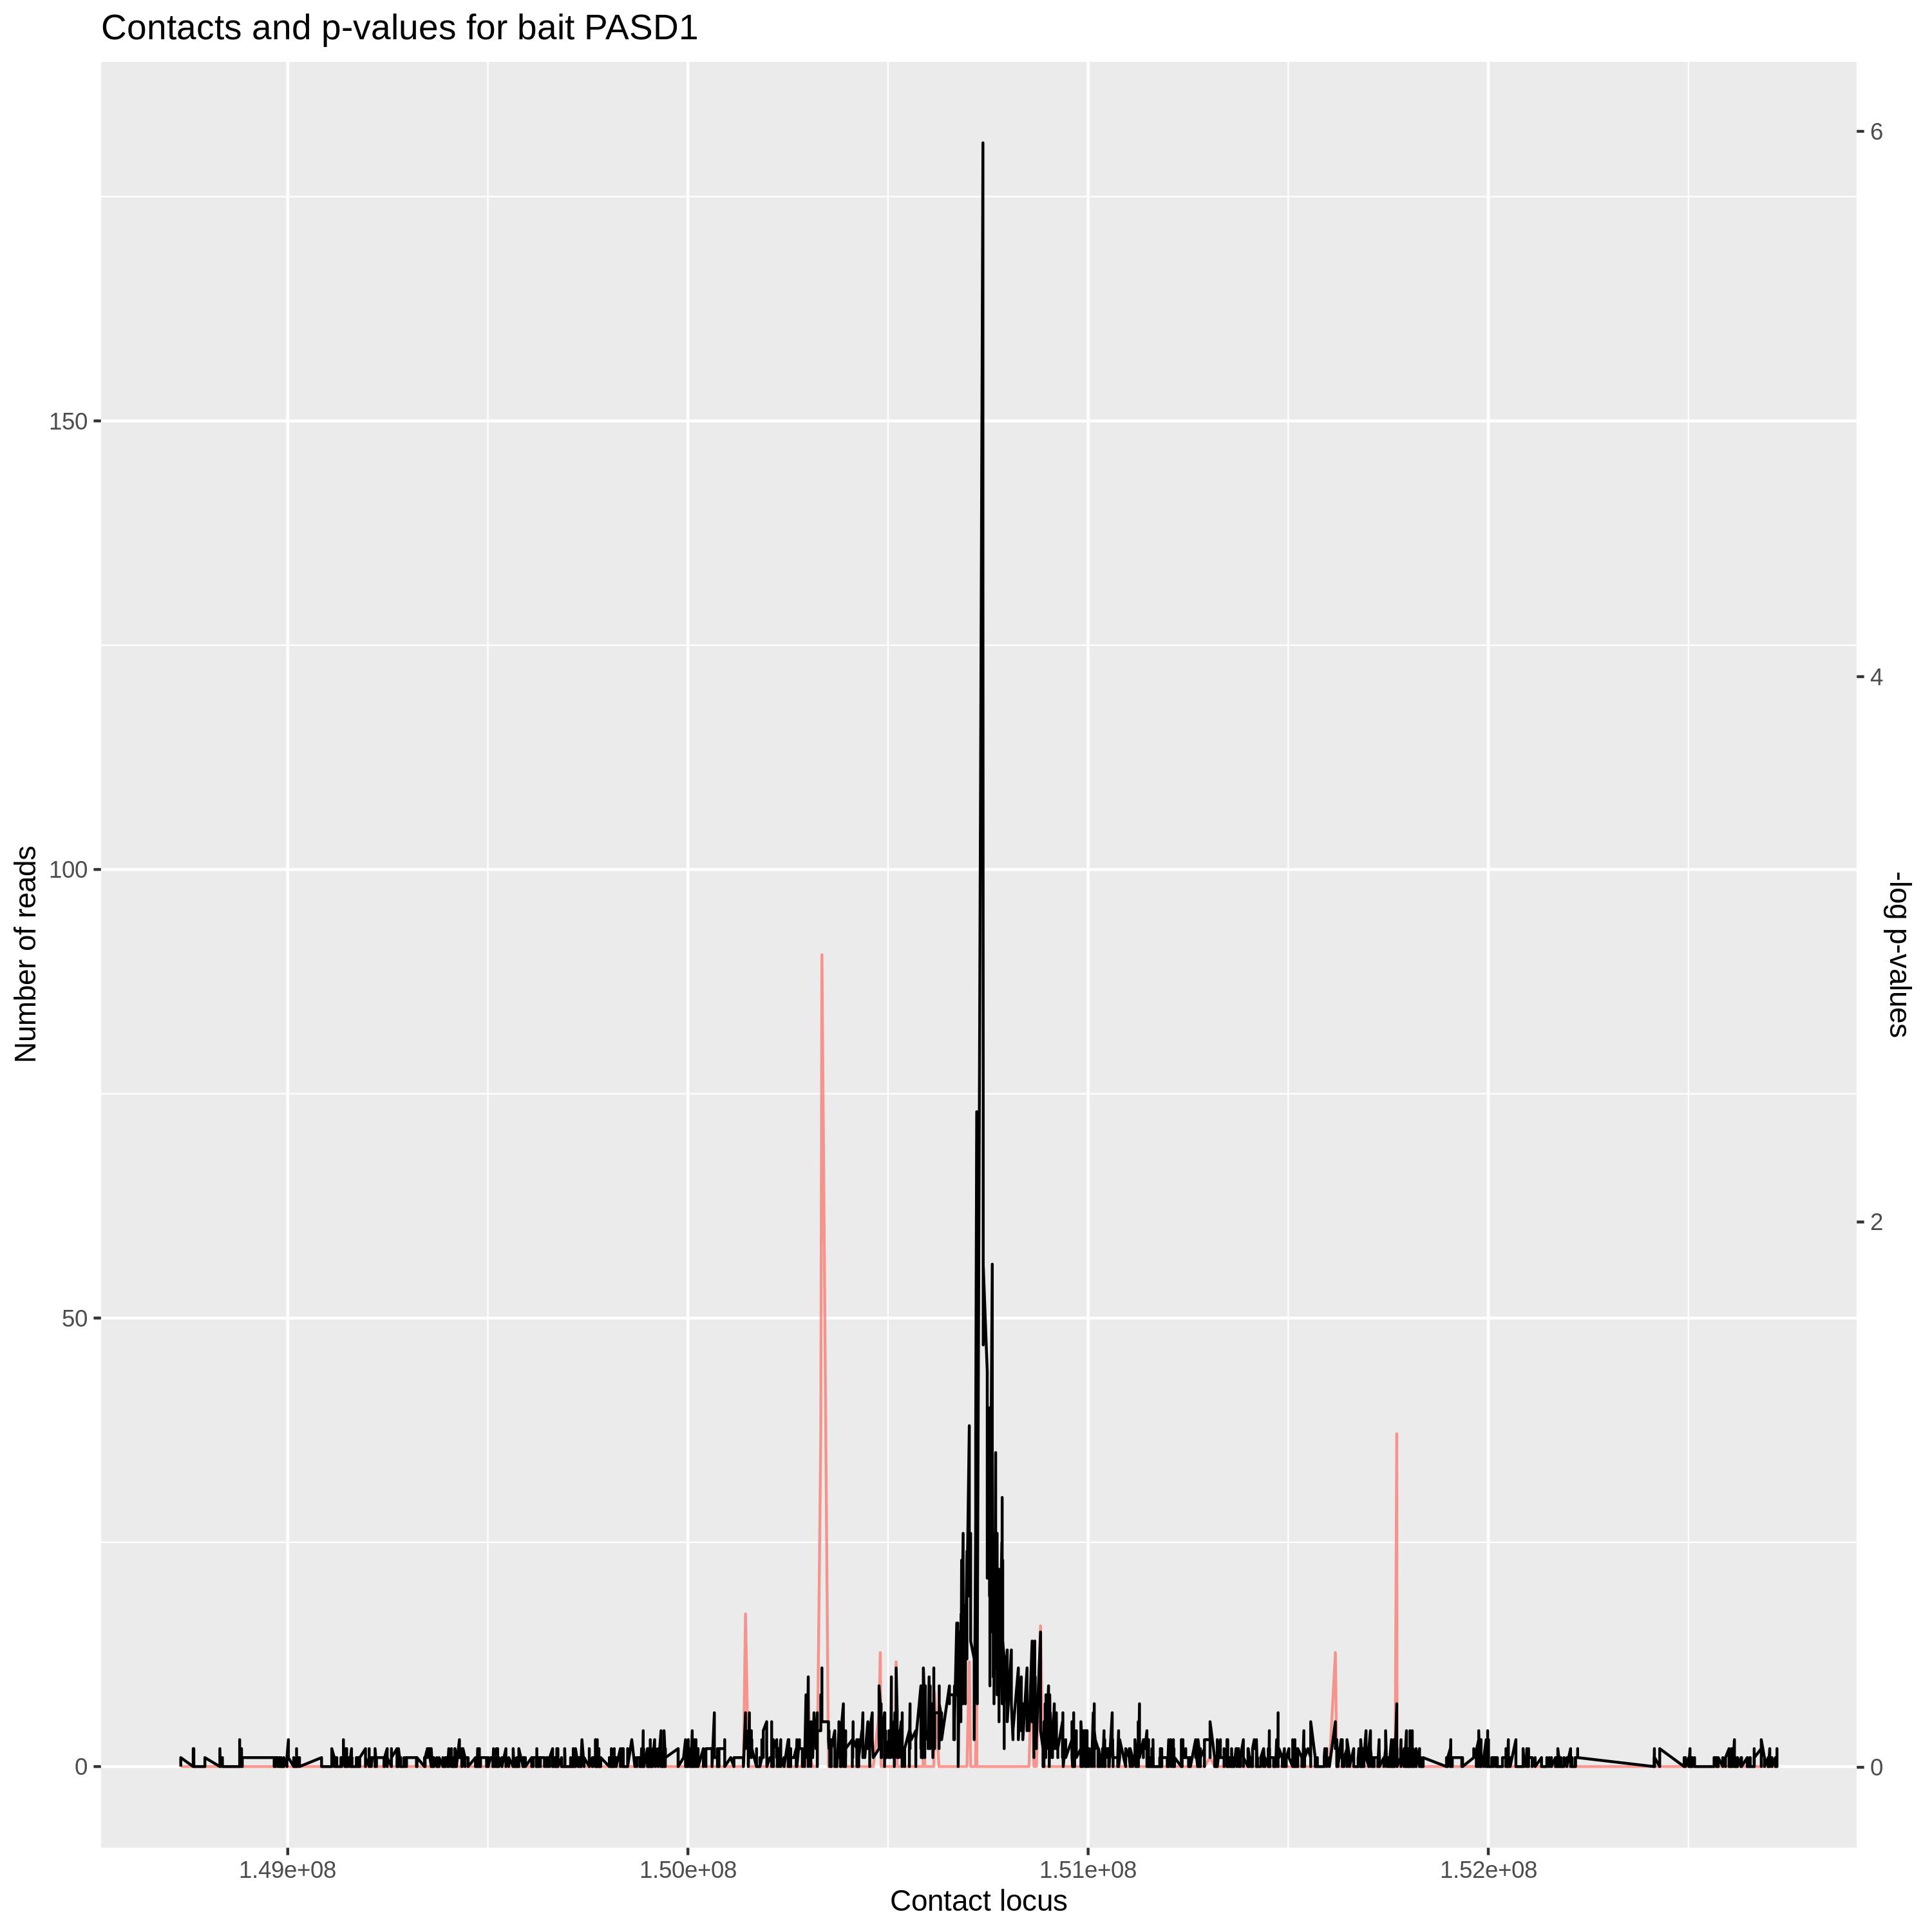 Contacts and p-values for bait PASD1
6
150
4
100
Number of reads
-log p-values
2
50
0
0
1.49e+08
1.50e+08
1.51e+08
1.52e+08
Contact locus